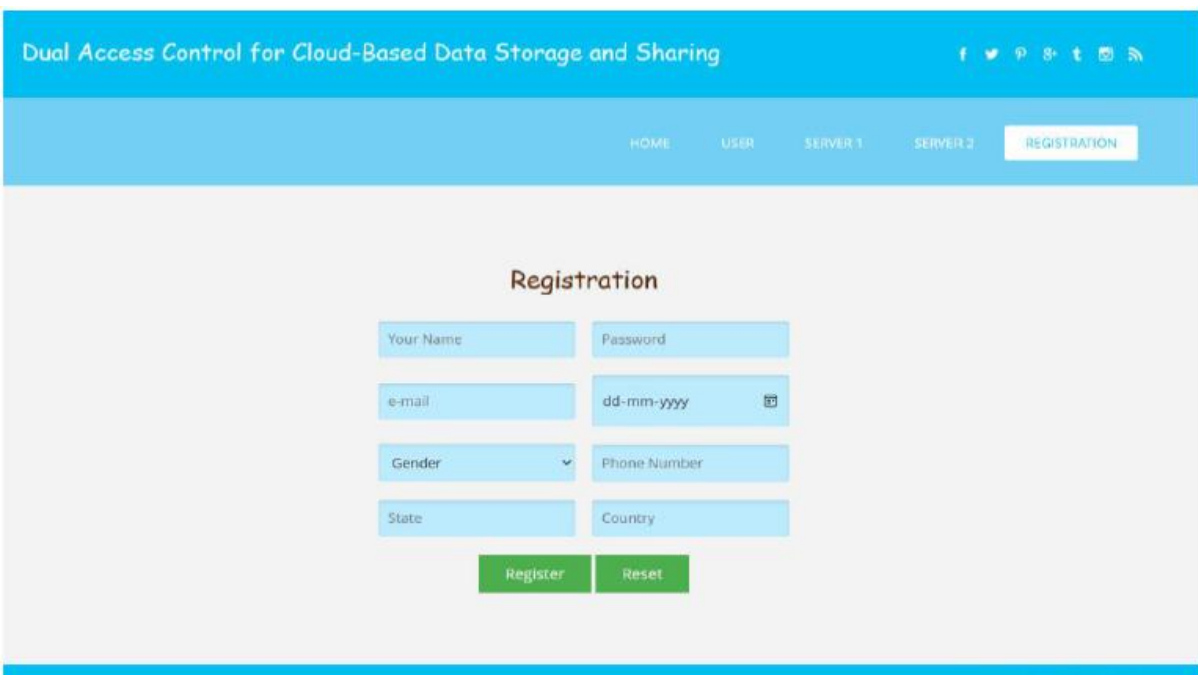 Dual Access Control for Cloud-Based Data Storage and Sharing
HOME USER SERVER 1 SERVER 2 REGISTRATION
Registration
Your Name Password
e-mail dd-mm-yyyy
Gender Phone Number
State Country
Register Reset